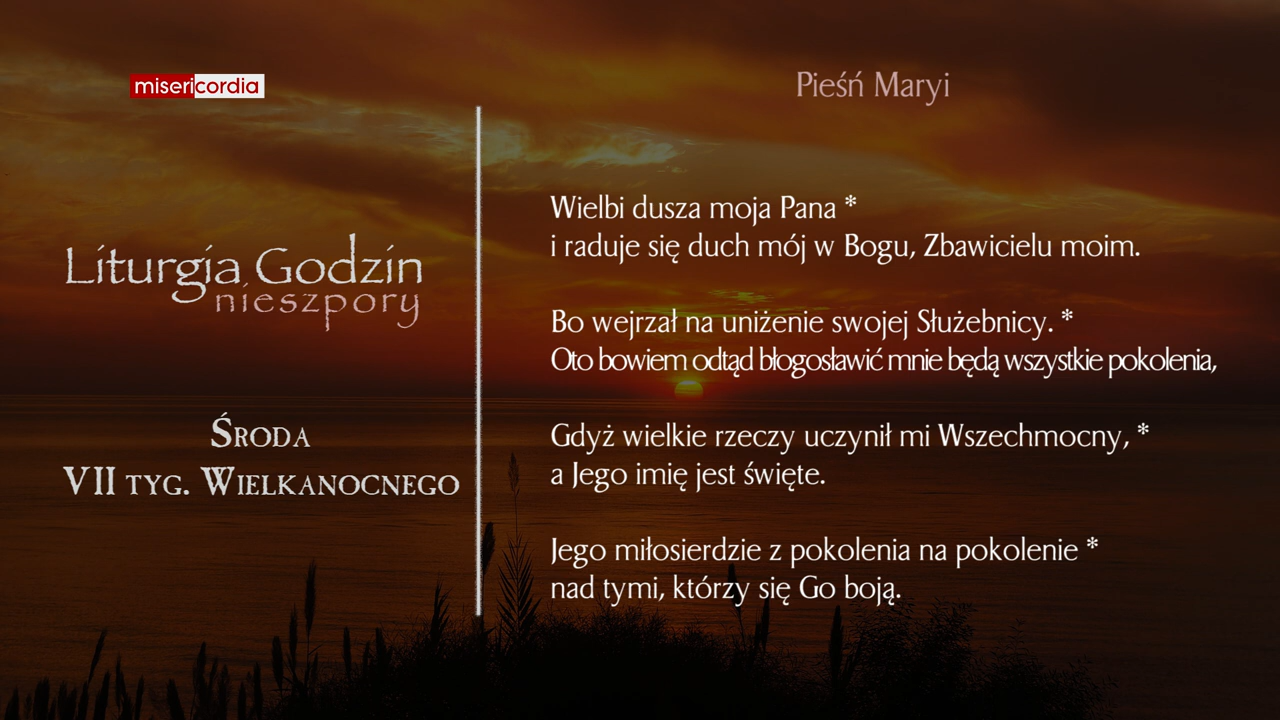 misericordia
Liturgia Godzin
nieszpory
Środa
VII tyg. Wielkanocnego
Pieśń Maryi
Wielbi dusza moja Pana *
i raduje się duch mój w Bogu, Zbawicielu moim.
Bo wejrzał na uniżenie swojej Służebnicy. *
Oto bowiem odtąd błogosławić mnie będą wszystkie pokolenia,
Gdyż wielkie rzeczy uczynił mi Wszechmocny, *
a Jego imię jest święte.
Jego miłosierdzie z pokolenia na pokolenie *
nad tymi, którzy się Go boją.